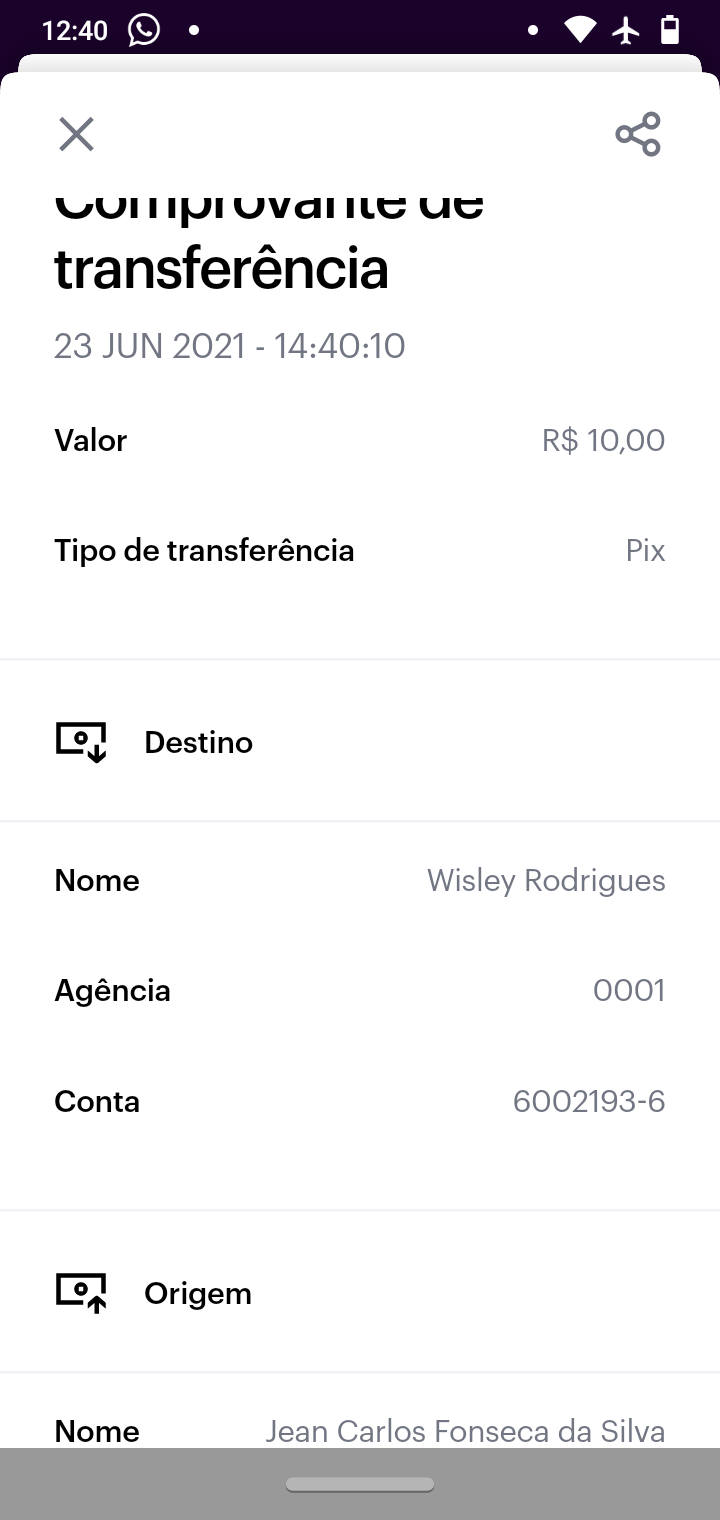 12:40
Comprovante de
transferência
23 JUN 2021 - 14:40:10
Valor R$ 10,00
Tipo de transferência Pix
Destino
Nome Wisley Rodrigues
Agência 0001
Conta 6002193-6
Origem
Nome Jean Carlos Fonseca da Silva